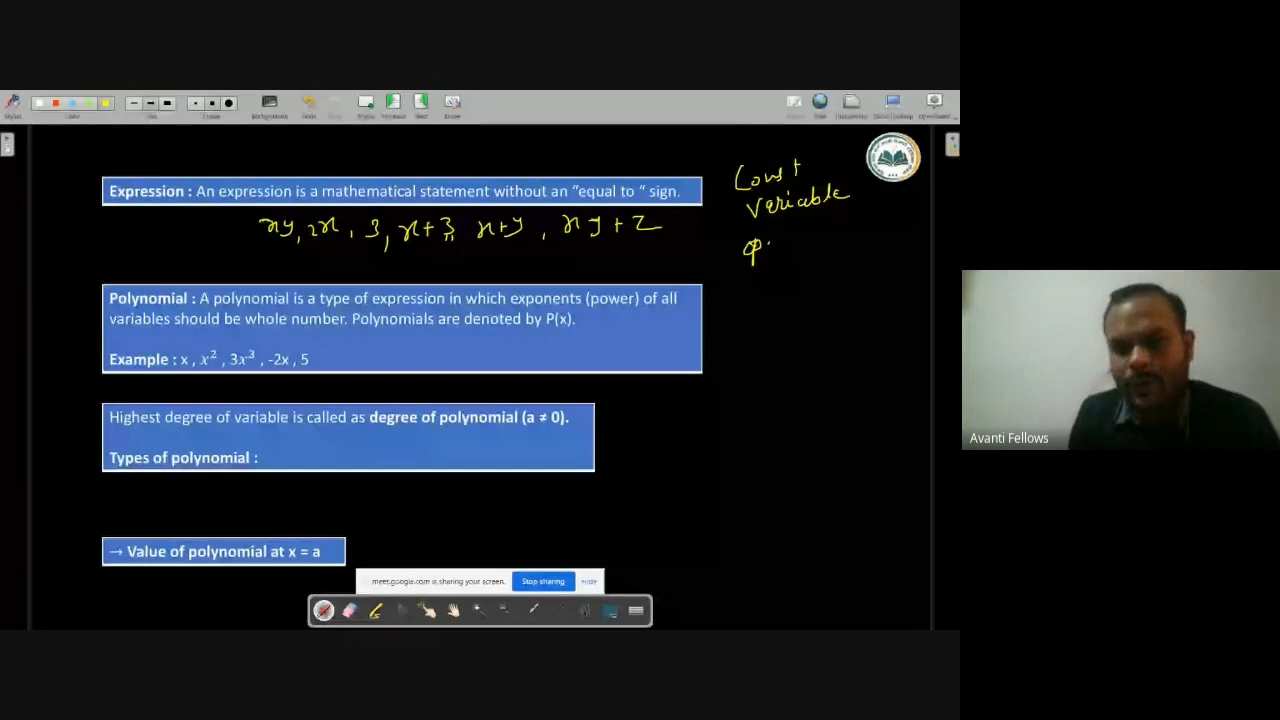 Expression : An expression is a mathematical statement without an “equal to “ sign.
Const
variable
xy, 2x, 3, x+3, x+y, xy+z
Polynomial : A polynomial is a type of expression in which exponents (power) of all
variables should be whole number. Polynomials are denoted by P(x).
Example : x , x² , 3x³ , -2x , 5
Highest degree of variable is called as degree of polynomial (a ≠ 0).
Types of polynomial :
→ Value of polynomial at x = a
meet.google.com is sharing your screen. Stop sharing Hide
Avanti Fellows